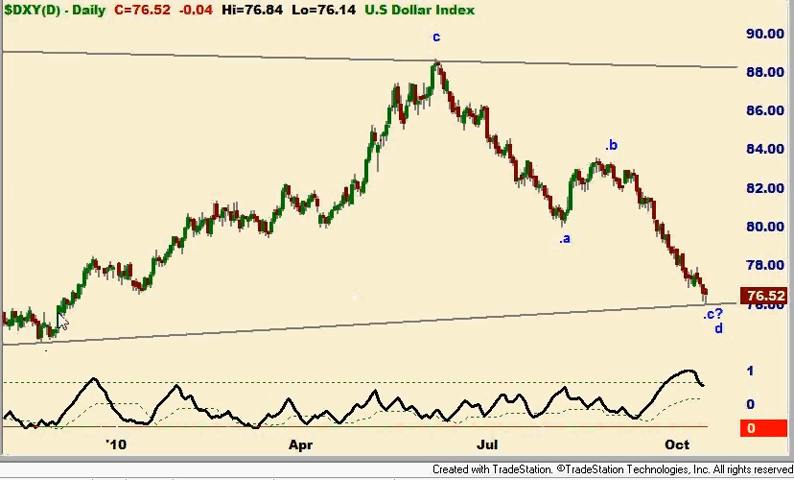 $DXY(D) - Daily C=76.52 -0.04 Hi=76.84 Lo=76.14 U.S Dollar Index
90.00
c
88.00
86.00
84.00
.b
82.00
80.00
.a
78.00
76.52
76.00
.c?
d
1
0
0
'10 Apr Jul Oct
Created with TradeStation. ©TradeStation Technologies, Inc. All rights reserved